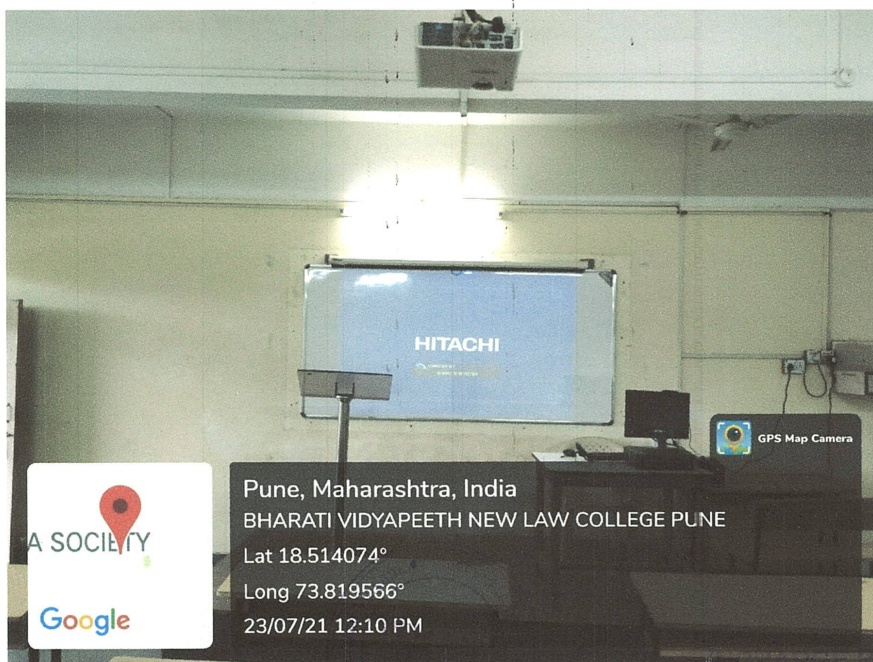 HITACHI
GPS Map Camera
Pune, Maharashtra, India
BHARATI VIDYAPEETH NEW LAW COLLEGE PUNE
Lat 18.514074°
Long 73.819566°
23/07/21 12:10 PM
A SOCIETY
Google